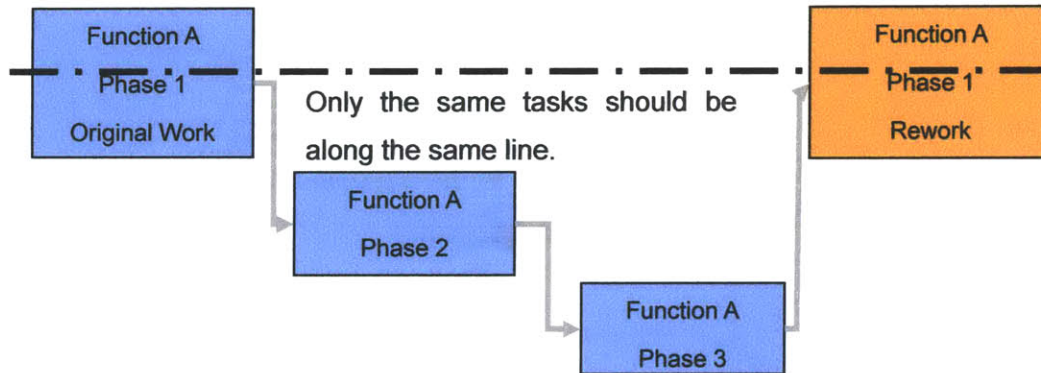 Function A
Phase 1
Original Work
Only the same tasks should be
along the same line.
Function A
Phase 2
Function A
Phase 3
Function A
Phase 1
Rework